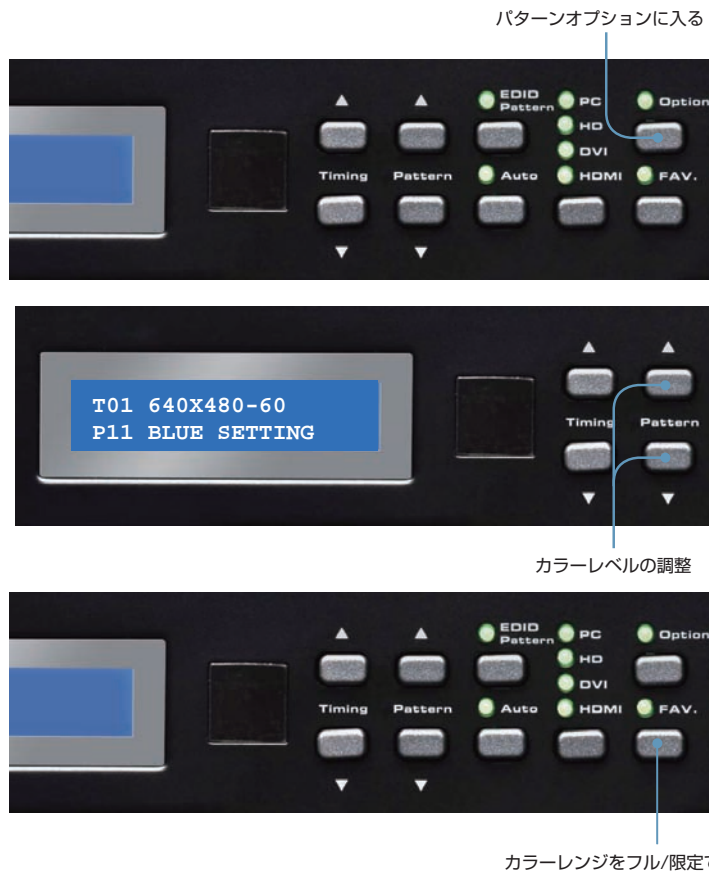 パターンオプションに入る
▲ ▲ EDID Pattern PC Option
HD
DVI
Timing Pattern Auto HDMI FAV.
▼ ▼
T01 640X480-60
P11 BLUE SETTING
▲ ▲
Timing Pattern
▼ ▼
カラーレベルの調整
▲ ▲ EDID Pattern PC Option
HD
DVI
Timing Pattern Auto HDMI FAV.
▼ ▼
カラーレンジをフル/限定で